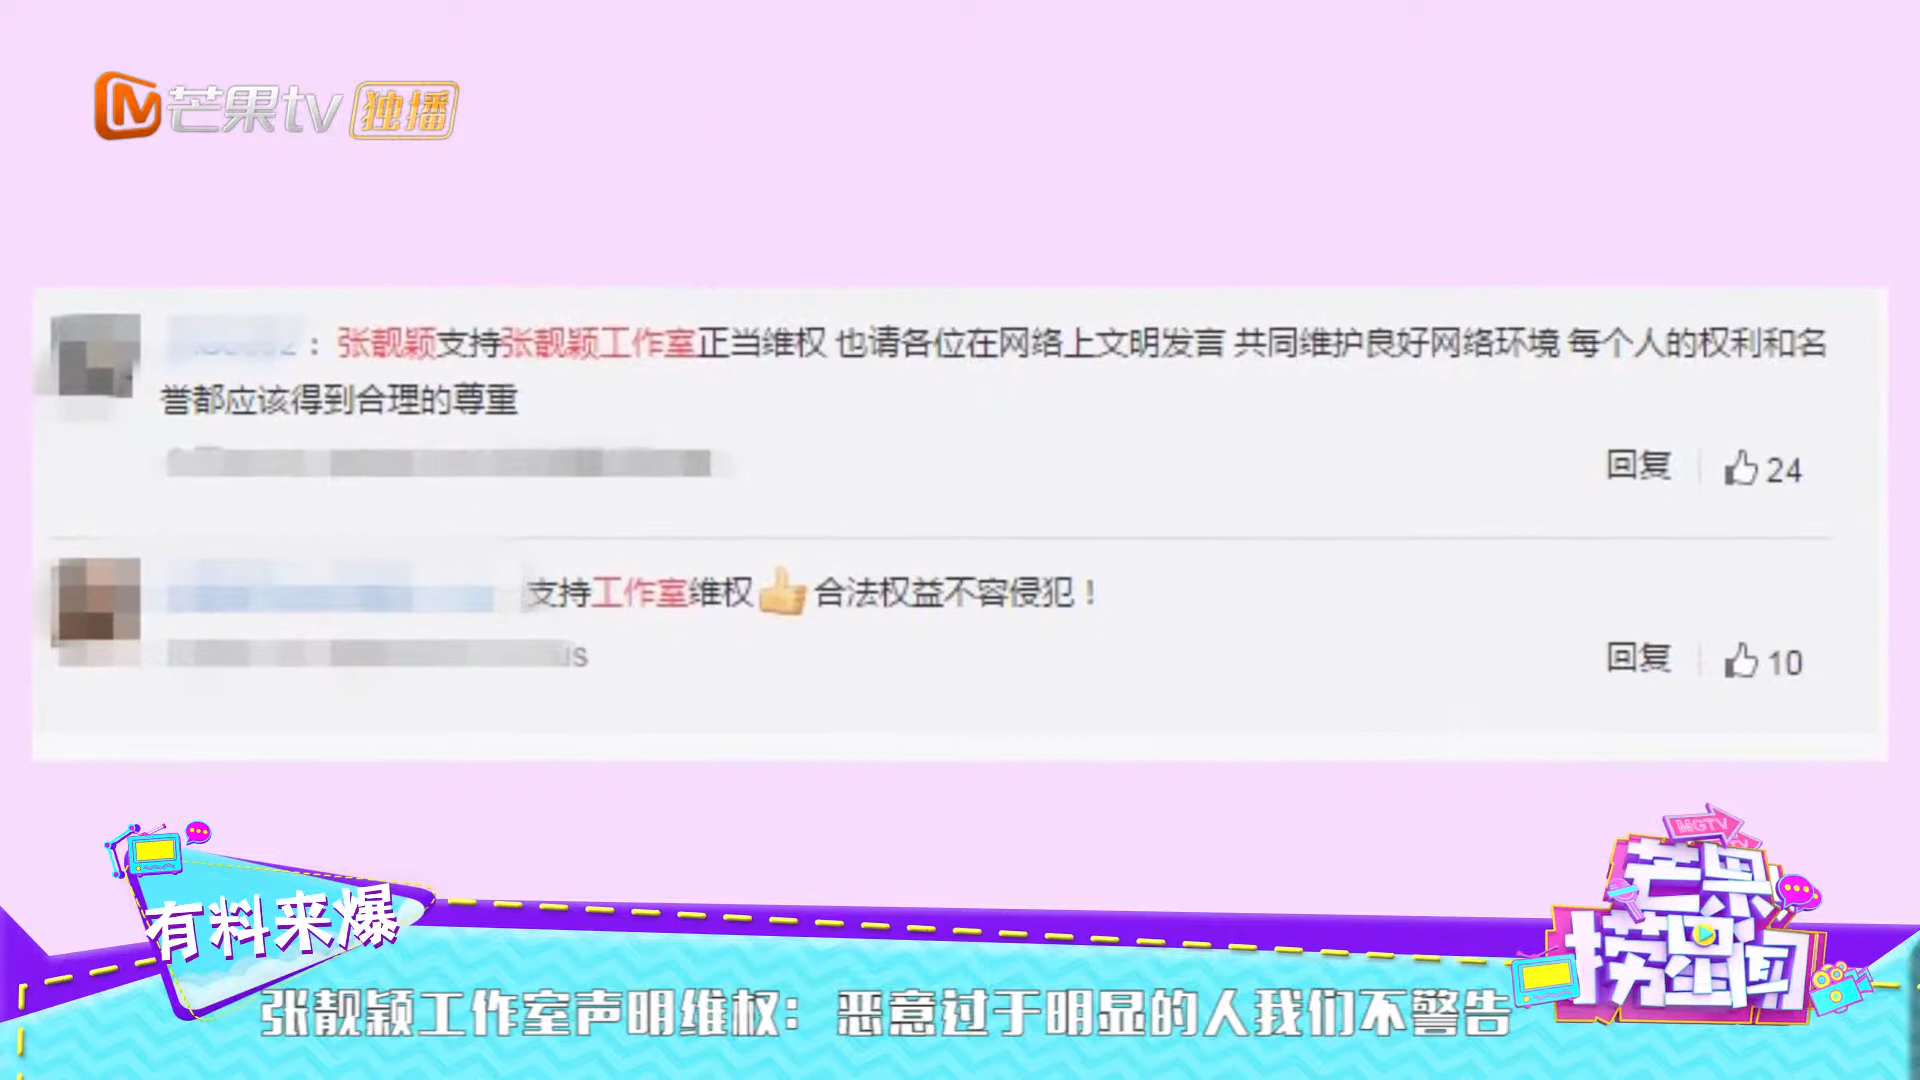 芒果tv 独播
：张靓颖支持张靓颖工作室正当维权 也请各位在网络上文明发言 共同维护良好网络环境 每个人的权利和名
誉都应该得到合理的尊重
回复 24
支持工作室维权 合法权益不容侵犯！
回复 10
MGTV
芒果
捞星闻
有料来爆
张靓颖工作室声明维权：恶意过于明显的人我们不警告